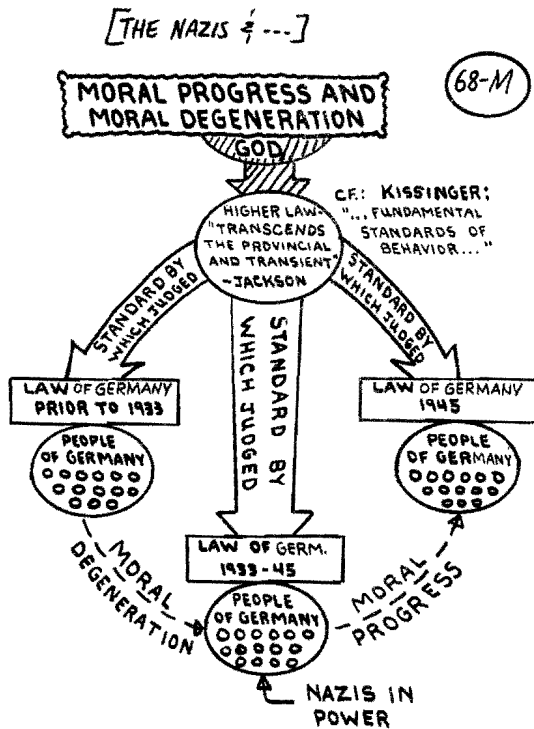 [THE NAZIS & ---]
68-M
MORAL PROGRESS AND
MORAL DEGENERATION
GOD
HIGHER LAW-
"TRANSCENDS
THE PROVINCIAL
AND TRANSIENT"
-JACKSON
CF.: KISSINGER;
"... FUNDAMENTAL
STANDARDS OF
BEHAVIOR..."
STANDARD BY
WHICH JUDGED
STANDARD BY
WHICH JUDGED
STANDARD BY
WHICH JUDGED
LAW OF GERMANY
PRIOR TO 1933
PEOPLE
OF GERMANY
LAW OF GERMANY
1945
PEOPLE
OF GERMANY
LAW OF GERM.
1933-45
PEOPLE
OF GERMANY
MORAL
DEGENERATION
MORAL
PROGRESS
NAZIS IN
POWER